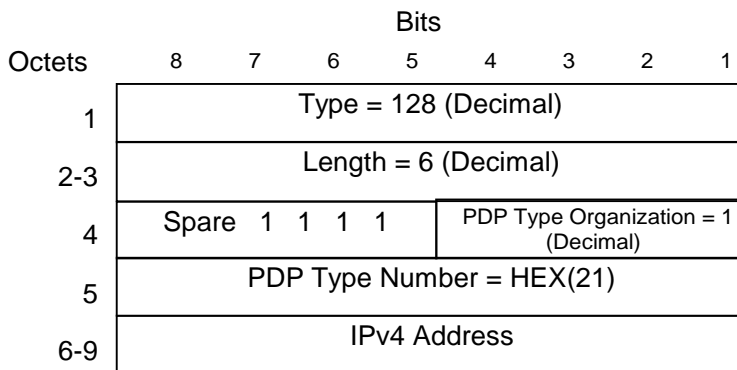 Bits
Octets 8 7 6 5 4 3 2 1
1 Type = 128 (Decimal)
2-3 Length = 6 (Decimal)
4 Spare 1 1 1 1 PDP Type Organization = 1
(Decimal)
5 PDP Type Number = HEX(21)
6-9 IPv4 Address